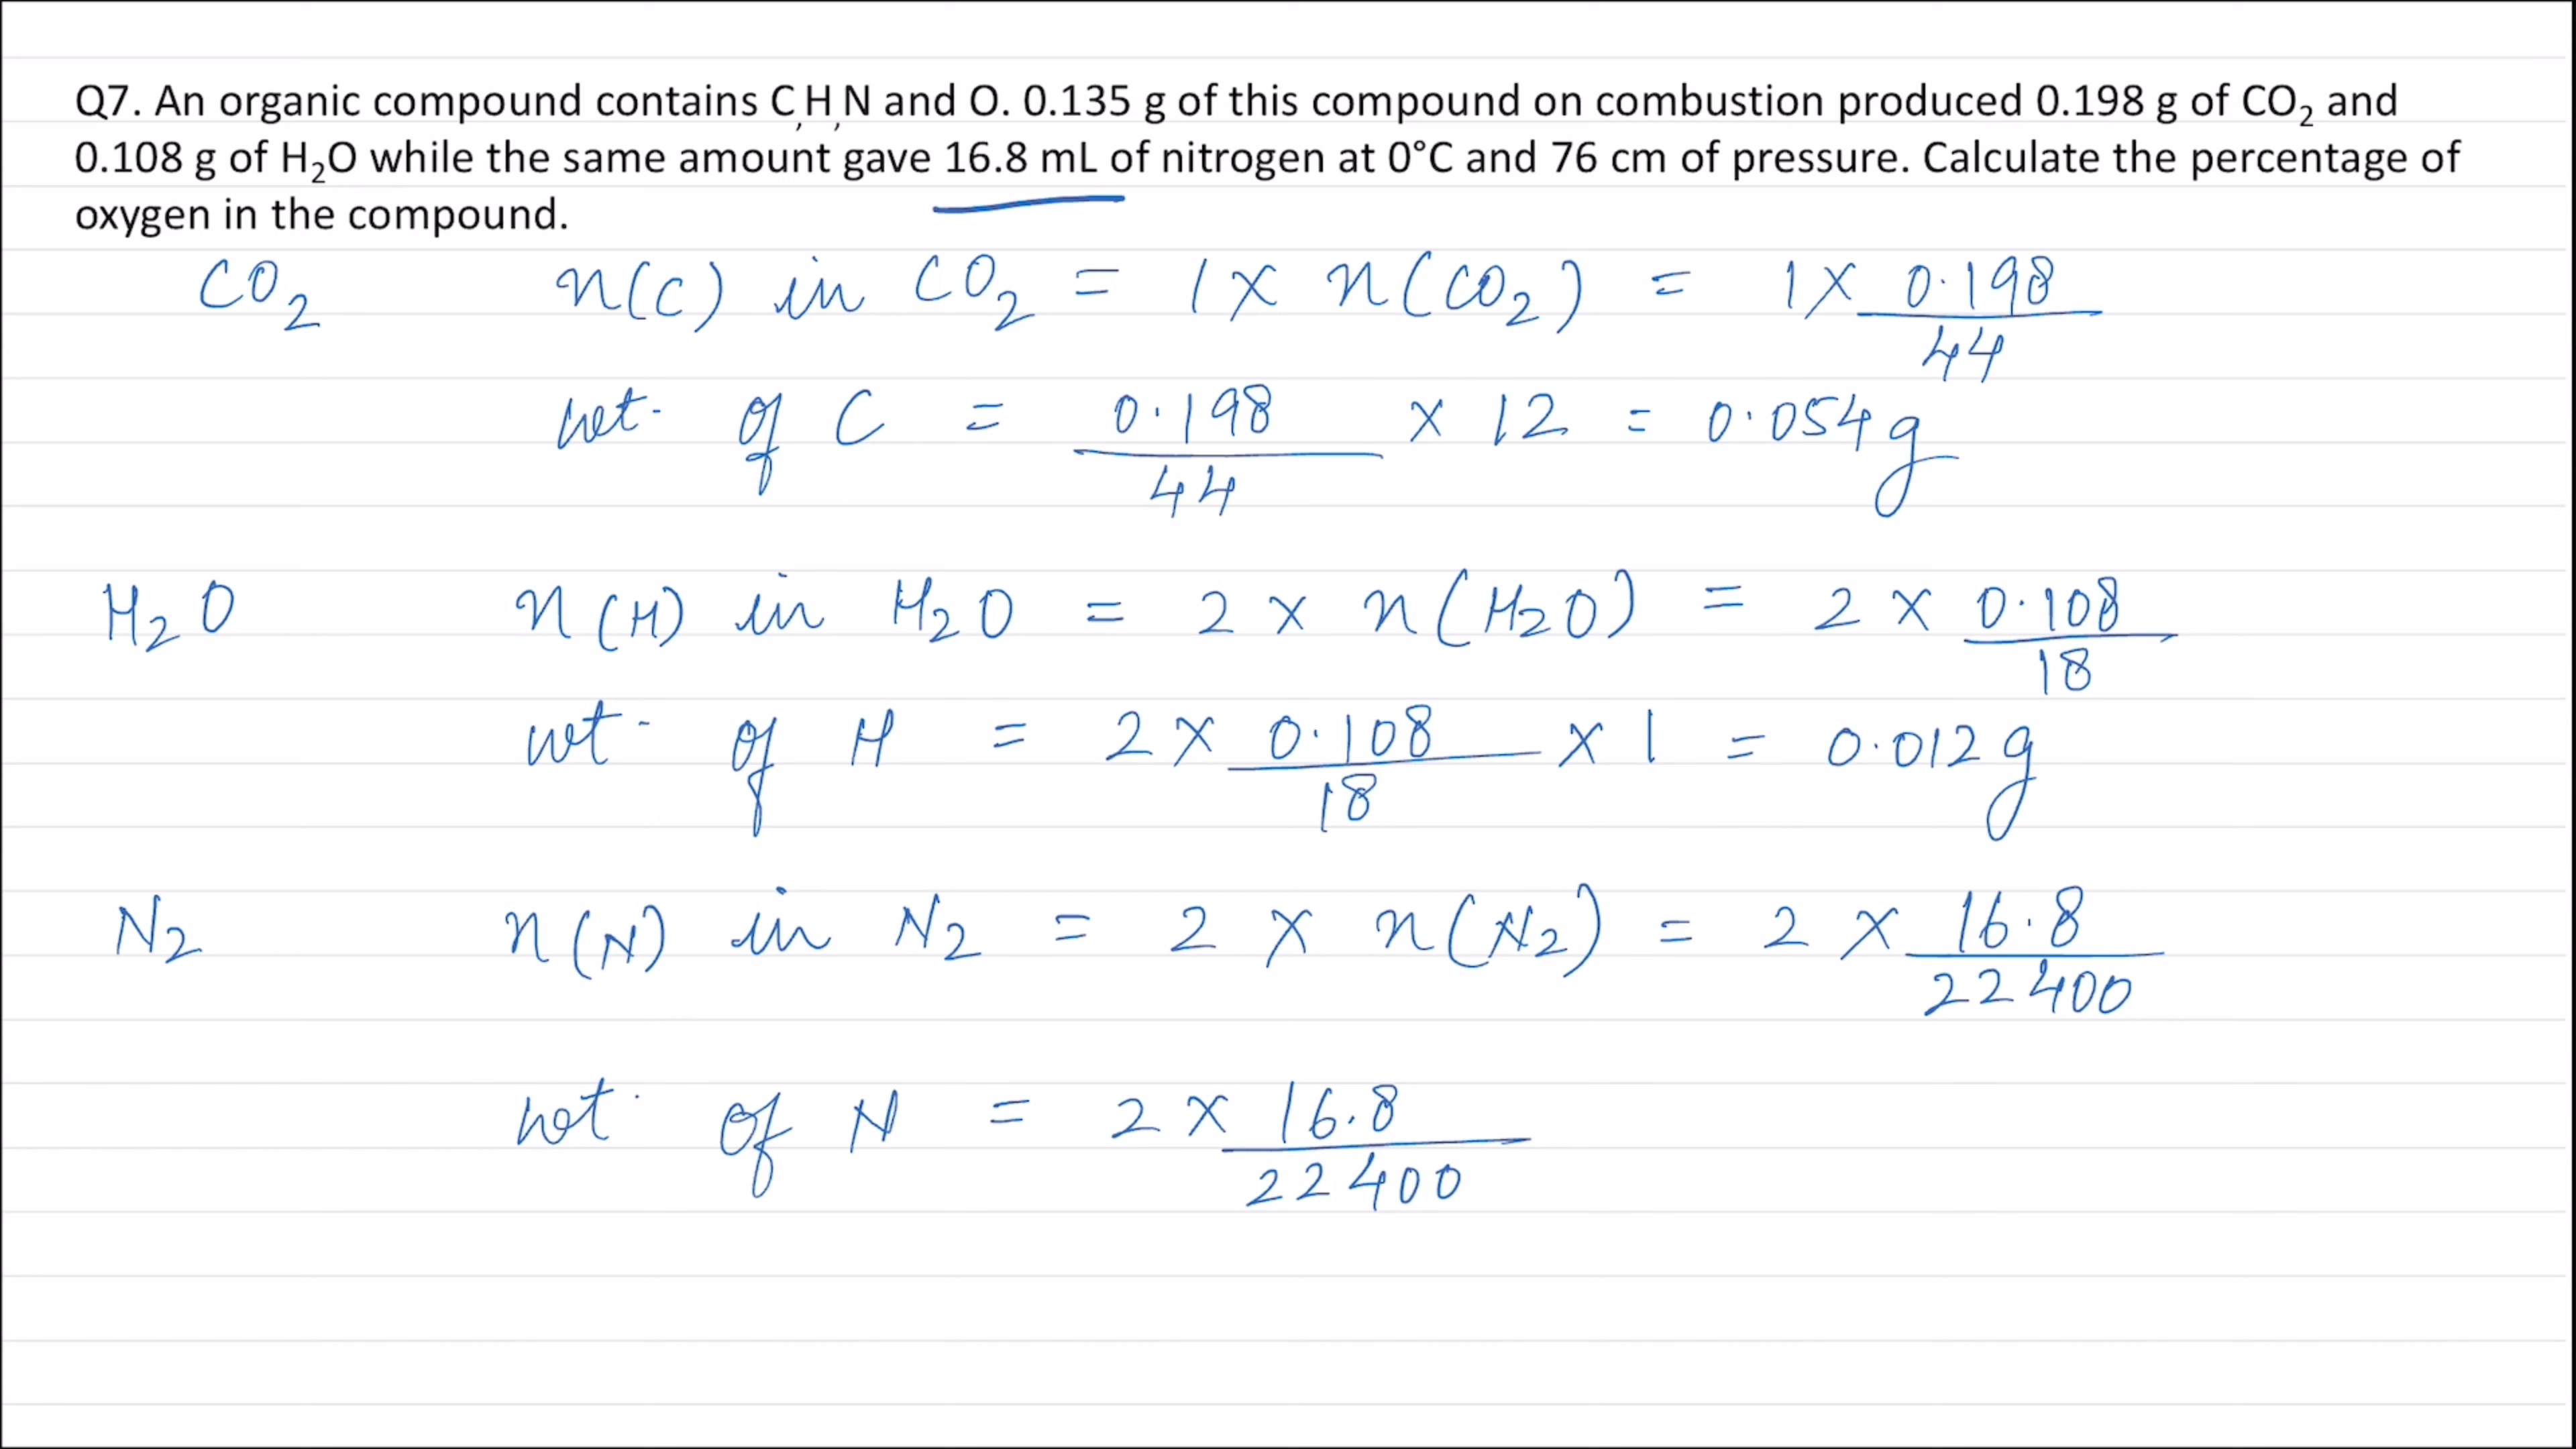 Q7. An organic compound contains C,H,N and O. 0.135 g of this compound on combustion produced 0.198 g of CO₂ and
0.108 g of H₂O while the same amount gave 16.8 mL of nitrogen at 0°C and 76 cm of pressure. Calculate the percentage of
oxygen in the compound.
CO₂ n(C) in CO₂ = 1 × n(CO₂) = 1 × 0.198/44
wt. of C = 0.198/44 × 12 = 0.054g
H₂O n(H) in H₂O = 2 × n(H₂O) = 2 × 0.108/18
wt. of H = 2 × 0.108/18 × 1 = 0.012g
N₂ n(N) in N₂ = 2 × n(N₂) = 2 × 16.8/22400
wt. of N = 2 × 16.8/22400